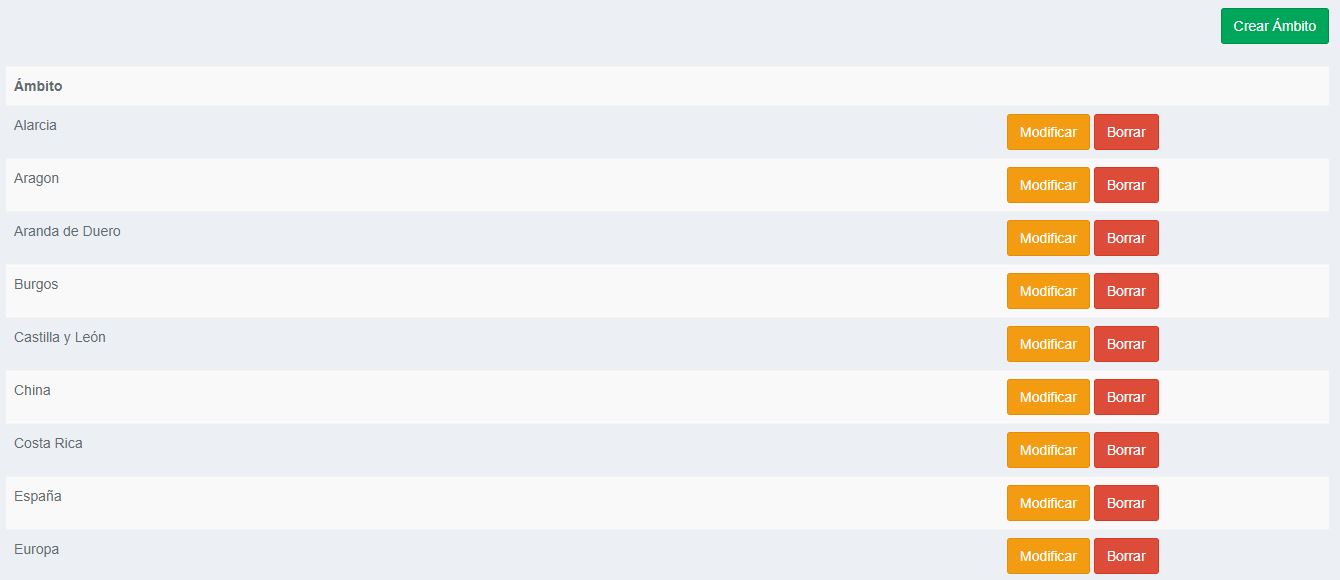 Crear Ámbito
Ámbito
Alarcia Modificar Borrar
Aragon Modificar Borrar
Aranda de Duero Modificar Borrar
Burgos Modificar Borrar
Castilla y León Modificar Borrar
China Modificar Borrar
Costa Rica Modificar Borrar
España Modificar Borrar
Europa Modificar Borrar